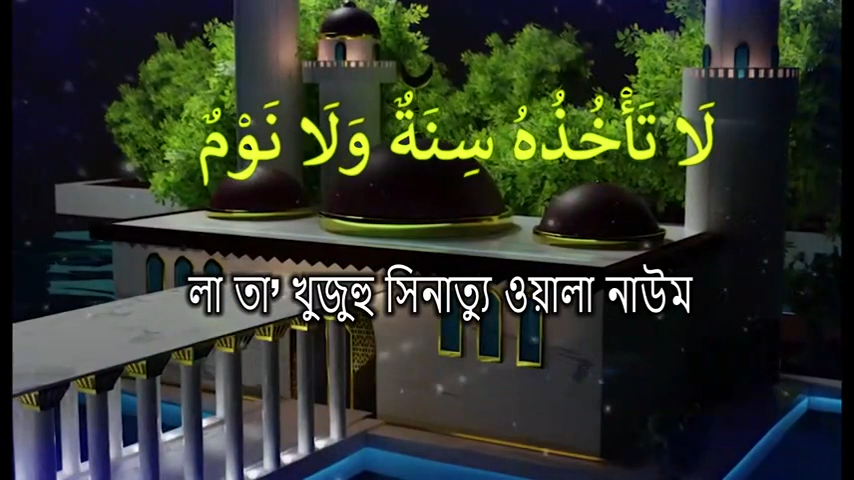 لَا تَأْخُذُهُ سِنَةٌ وَلَا نَوْمٌ
লা তা’ খুজুহু সিনাত্যু ওয়ালা নাউম